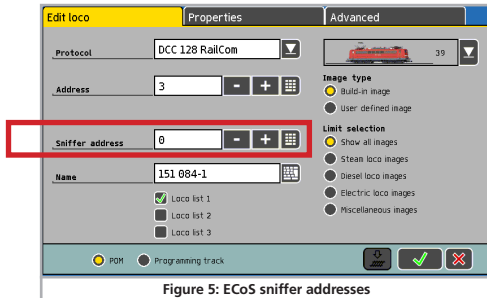 Edit loco Properties Advanced
Protocol DCC 128 RailCom 39
Address 3 - +
Image type
Build-in image
User defined image
Sniffer address 0 - +
Limit selection
Show all images
Steam loco images
Name 151 084-1
Diesel loco images
Loco list 1
Electric loco images
Loco list 2
Miscellaneous images
Loco list 3
POM Programming track
Figure 5: ECoS sniffer addresses